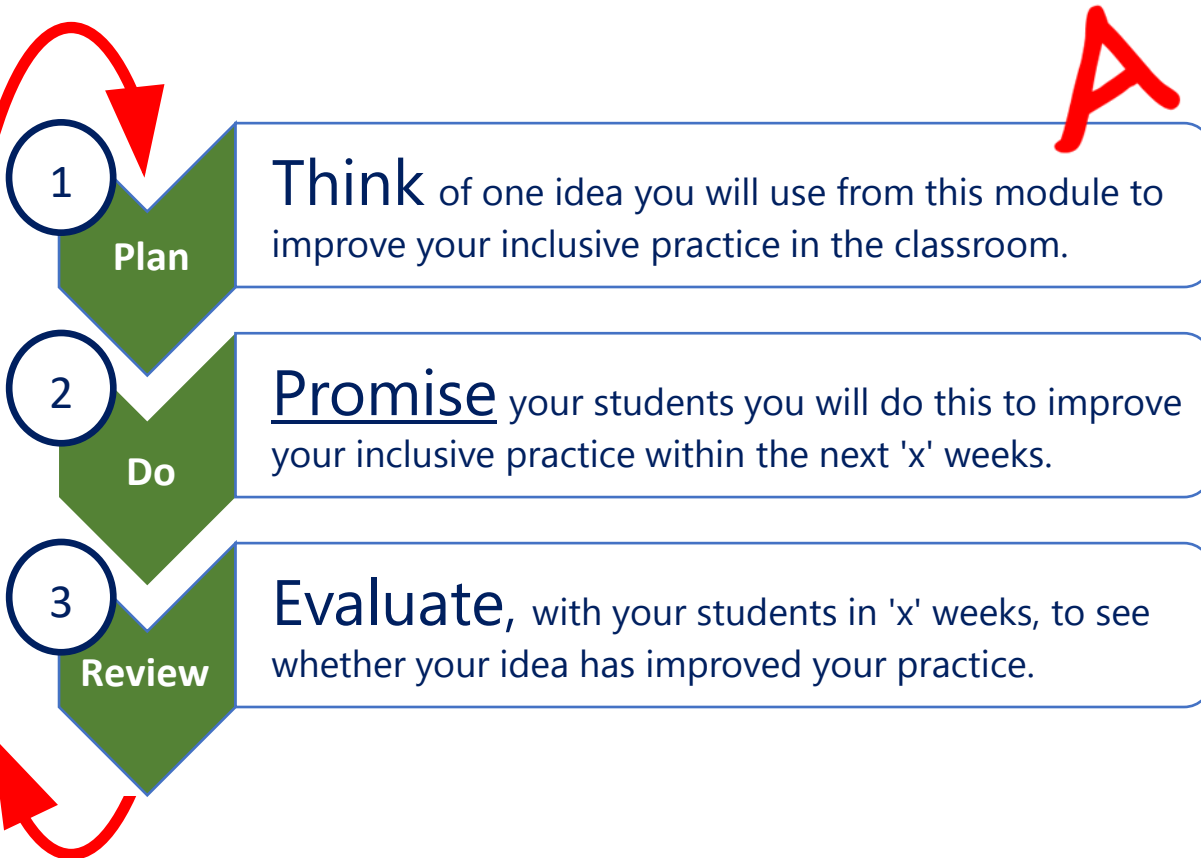 A
1
Plan
Think of one idea you will use from this module to
improve your inclusive practice in the classroom.
2
Do
Promise your students you will do this to improve
your inclusive practice within the next 'x' weeks.
3
Review
Evaluate, with your students in 'x' weeks, to see
whether your idea has improved your practice.